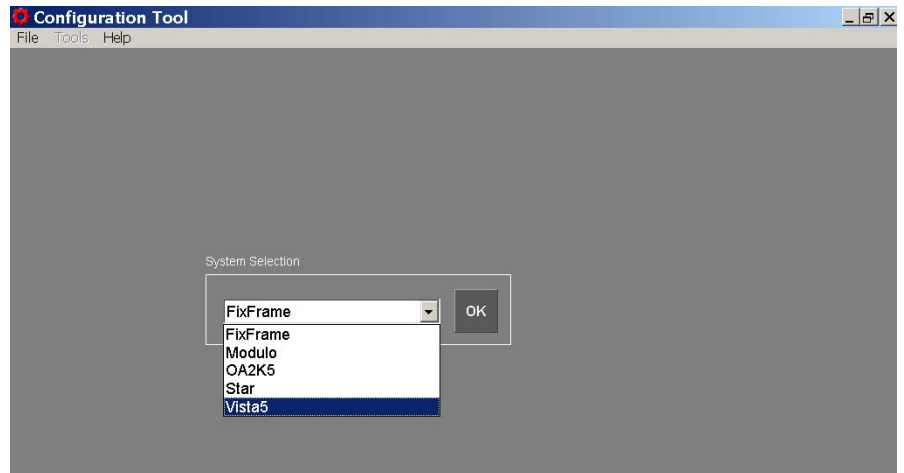 Configuration Tool
File Tools Help
System Selection
FixFrame
OK
FixFrame
Modulo
OA2K5
Star
Vista5